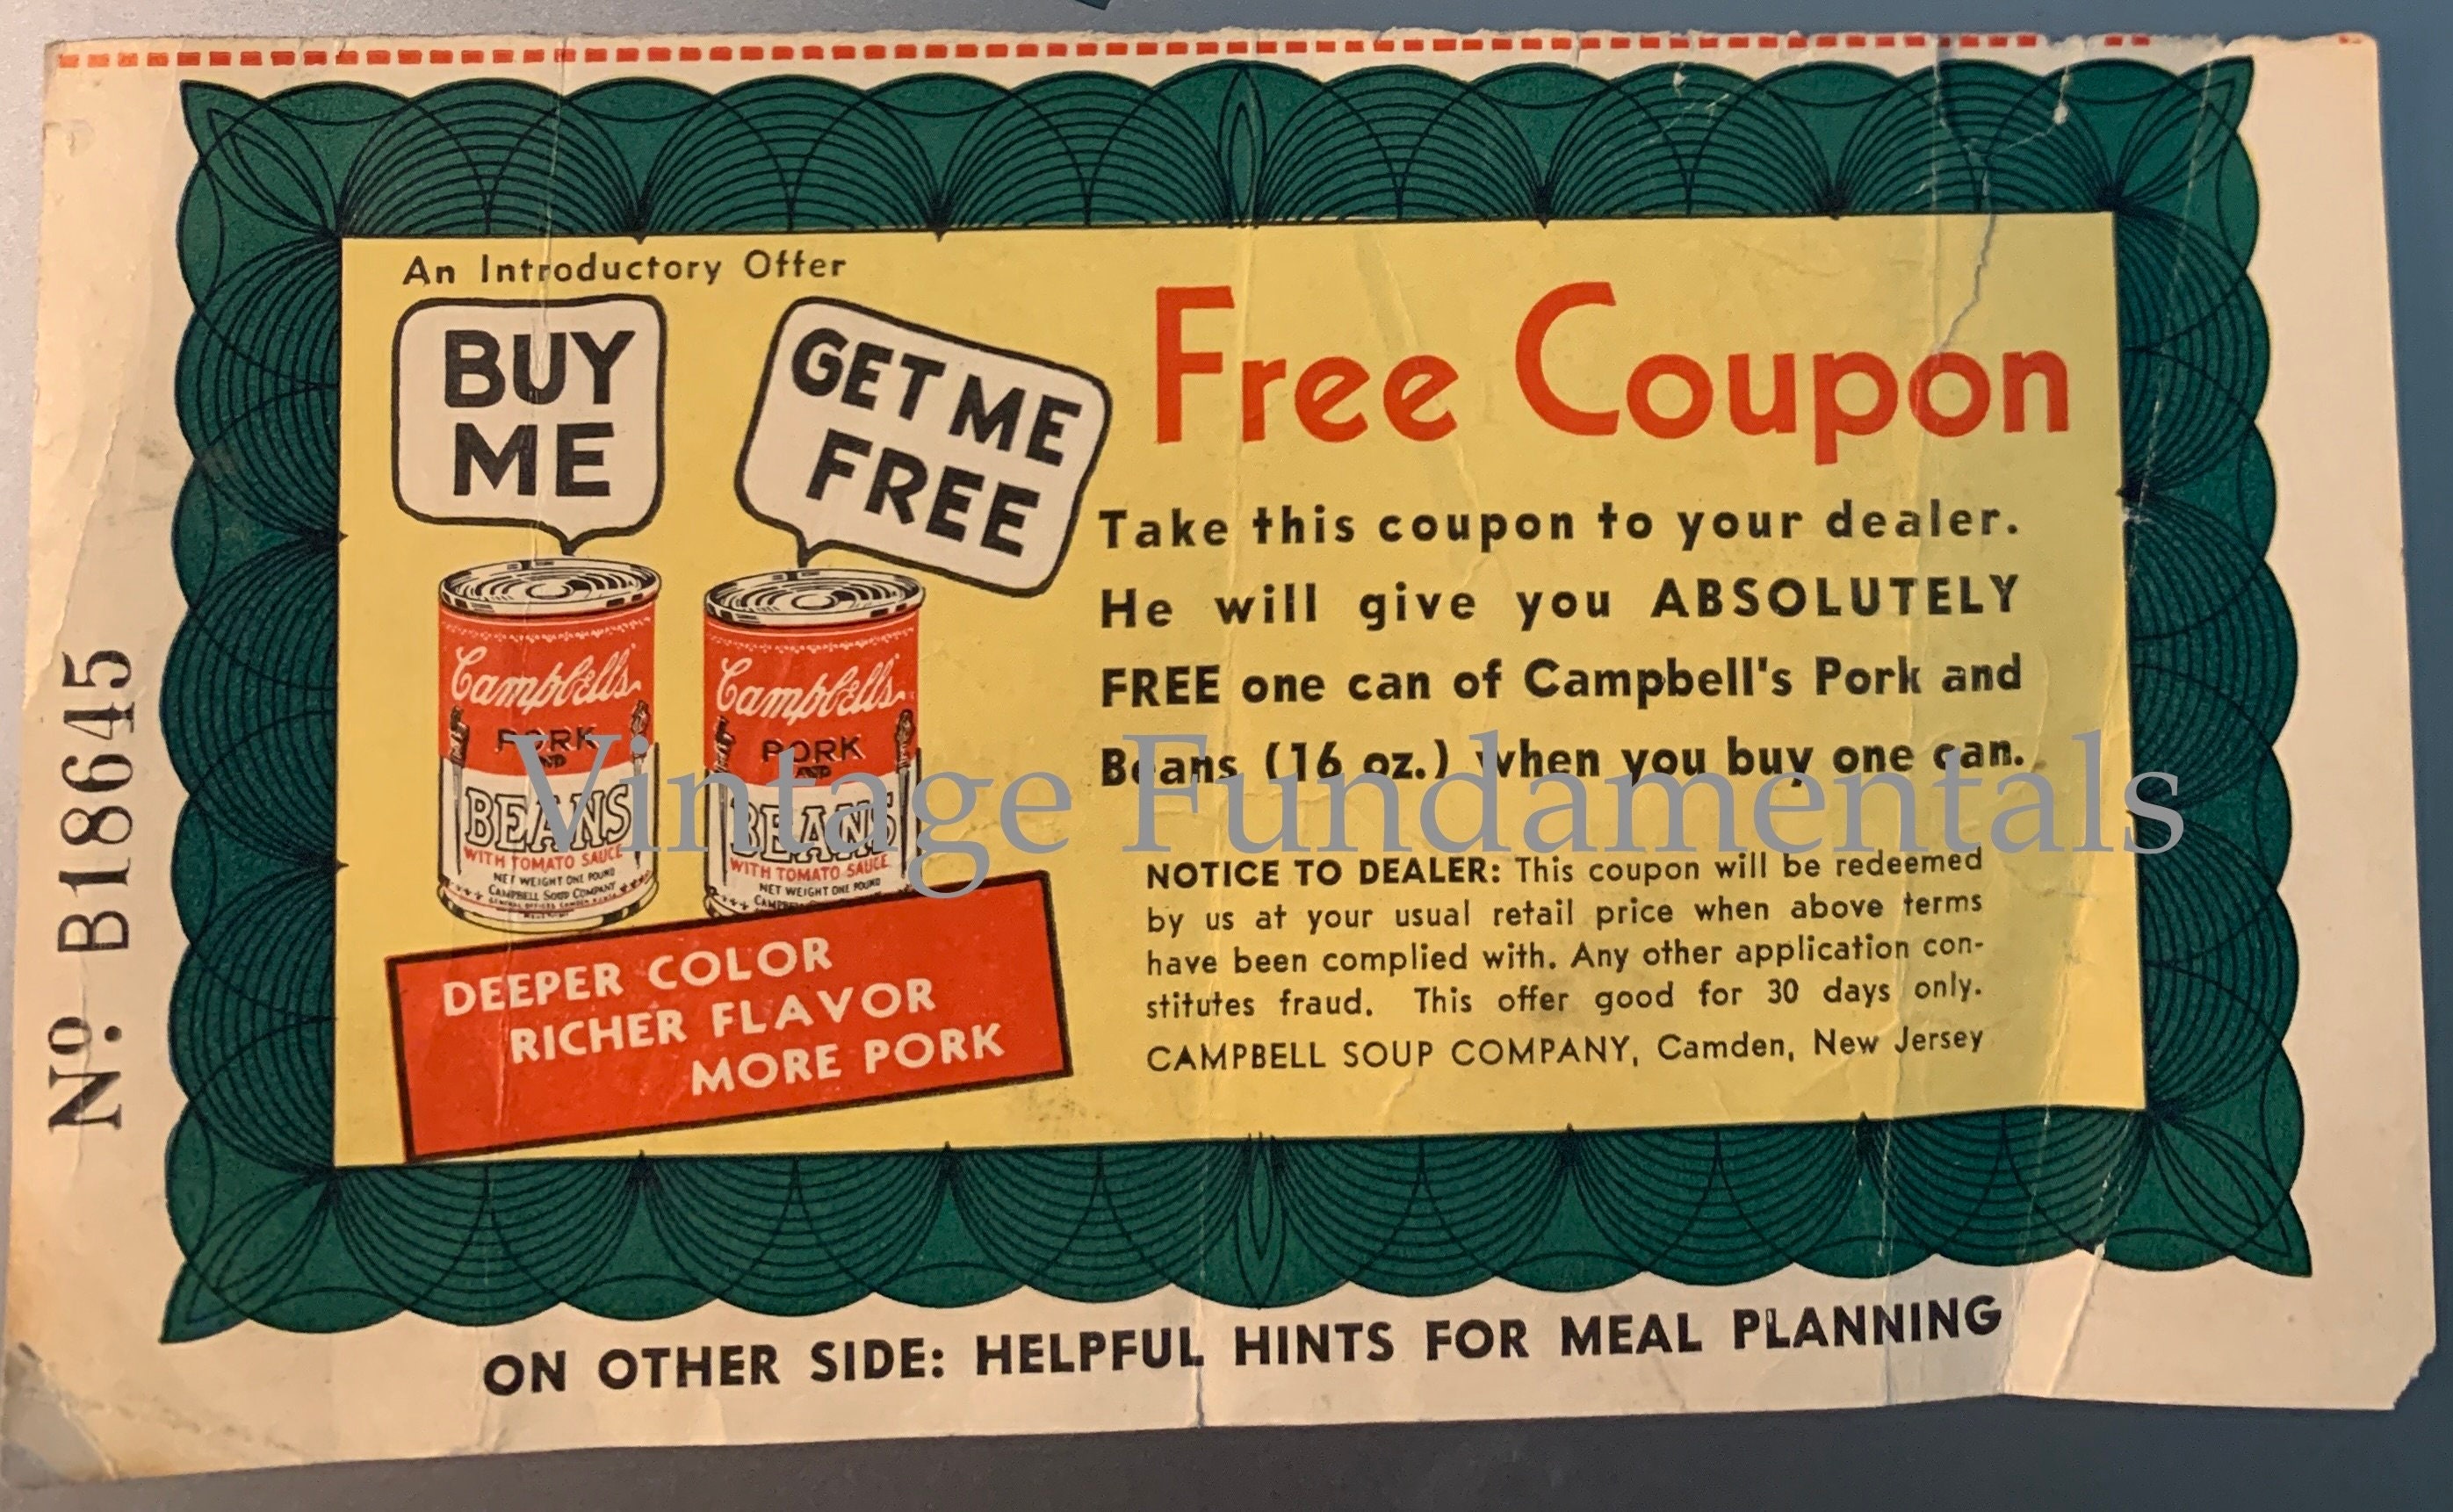 An Introductory Offer
BUY
ME
GET ME
FREE
Campbell's
PORK
AND
BEANS
WITH TOMATO SAUCE
NET WEIGHT ONE POUND
CAMPBELL SOUP COMPANY
Campbell's
PORK
AND
BEANS
WITH TOMATO SAUCE
NET WEIGHT ONE POUND
DEEPER COLOR
RICHER FLAVOR
MORE PORK
Free Coupon
Take this coupon to your dealer.
He will give you ABSOLUTELY
FREE one can of Campbell's Pork and
Beans (16 oz.) when you buy one can.
NOTICE TO DEALER: This coupon will be redeemed
by us at your usual retail price when above terms
have been complied with. Any other application con-
stitutes fraud. This offer good for 30 days only.
CAMPBELL SOUP COMPANY, Camden, New Jersey
Nº. B18645
ON OTHER SIDE: HELPFUL HINTS FOR MEAL PLANNING
Vintage Fundamentals